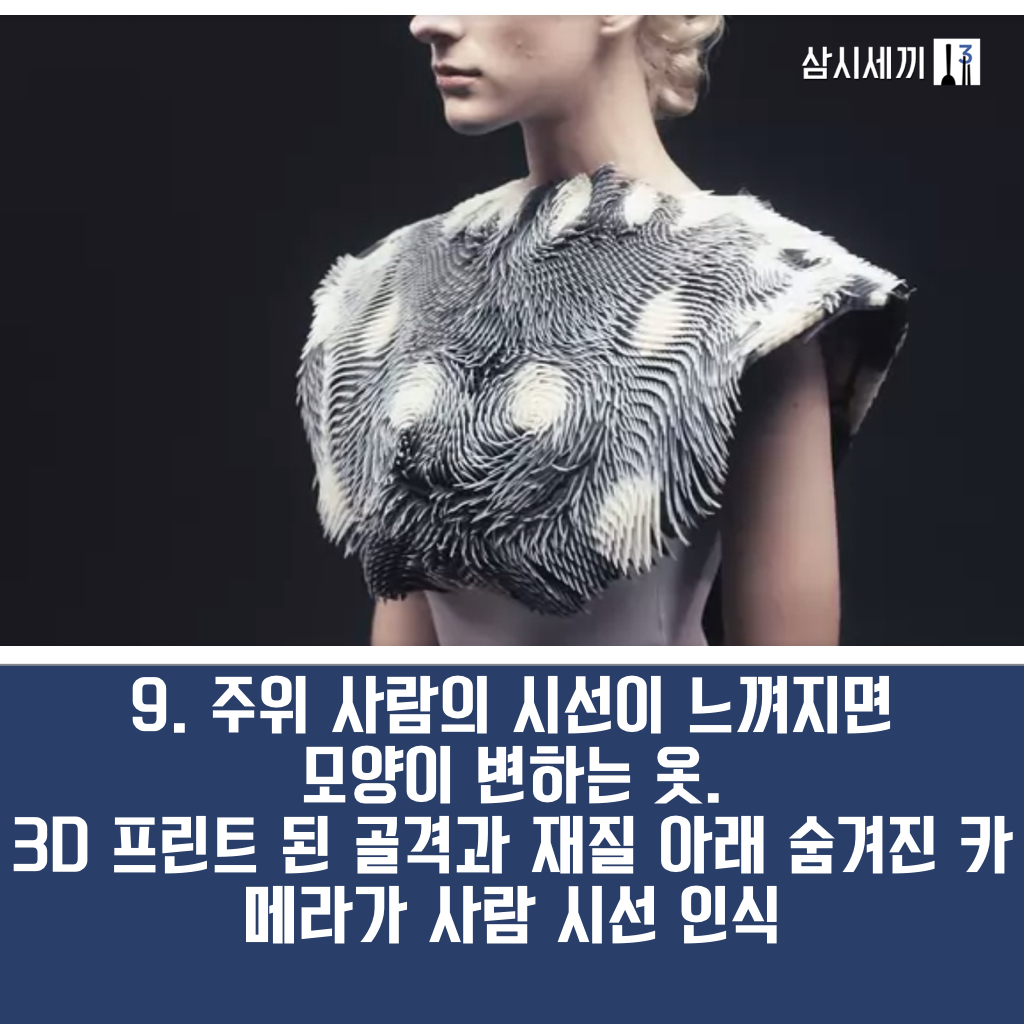 삼시세끼 3
9. 주위 사람의 시선이 느껴지면
모양이 변하는 옷.
3D 프린트 된 골격과 재질 아래 숨겨진 카
메라가 사람 시선 인식